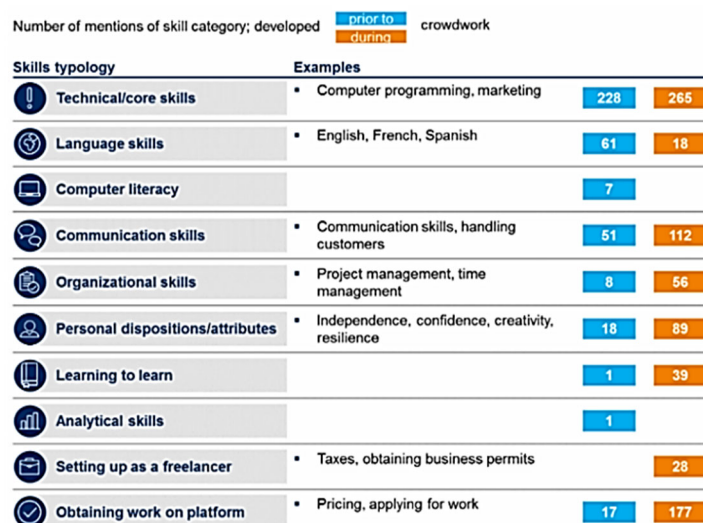 Number of mentions of skill category; developed prior to crowdwork
during
Skills typology Examples
Technical/core skills ▪ Computer programming, marketing 228 265
Language skills ▪ English, French, Spanish 61 18
Computer literacy 7
Communication skills ▪ Communication skills, handling
customers 51 112
Organizational skills ▪ Project management, time
management 8 56
Personal dispositions/attributes ▪ Independence, confidence, creativity,
resilience 18 89
Learning to learn 1 39
Analytical skills 1
Setting up as a freelancer ▪ Taxes, obtaining business permits 28
Obtaining work on platform ▪ Pricing, applying for work 17 177